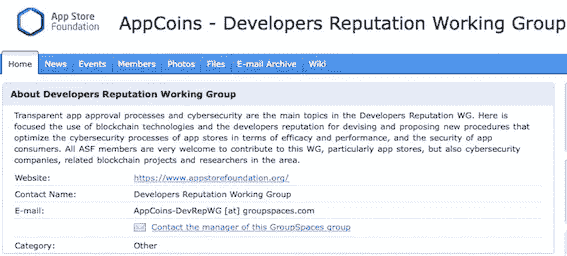 App Store
Foundation
AppCoins - Developers Reputation Working Group
Home News Events Members Photos Files E-mail Archive Wiki
About Developers Reputation Working Group
Transparent app approval processes and cybersecurity are the main topics in the Developers Reputation WG. Here is
focused the use of blockchain technologies and the developers reputation for devising and proposing new procedures that
optimize the cybersecurity processes of app stores in terms of efficacy and performance, and the security of app
consumers. All ASF members are very welcome to contribute to this WG, particularly app stores, but also cybersecurity
companies, related blockchain projects and researchers in the area.
Website: https://www.appstorefoundation.org/
Contact Name: Developers Reputation Working Group
E-mail: AppCoins-DevRepWG [at] groupspaces.com
Contact the manager of this GroupSpaces group
Category: Other